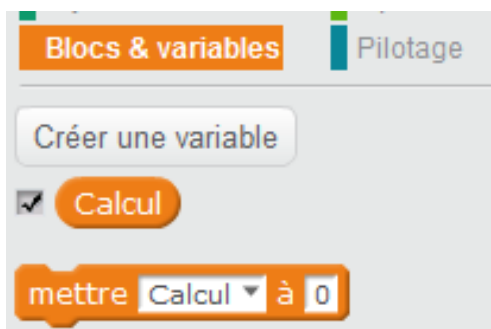 Blocs & variables Pilotage
Créer une variable
Calcul
mettre Calcul à 0